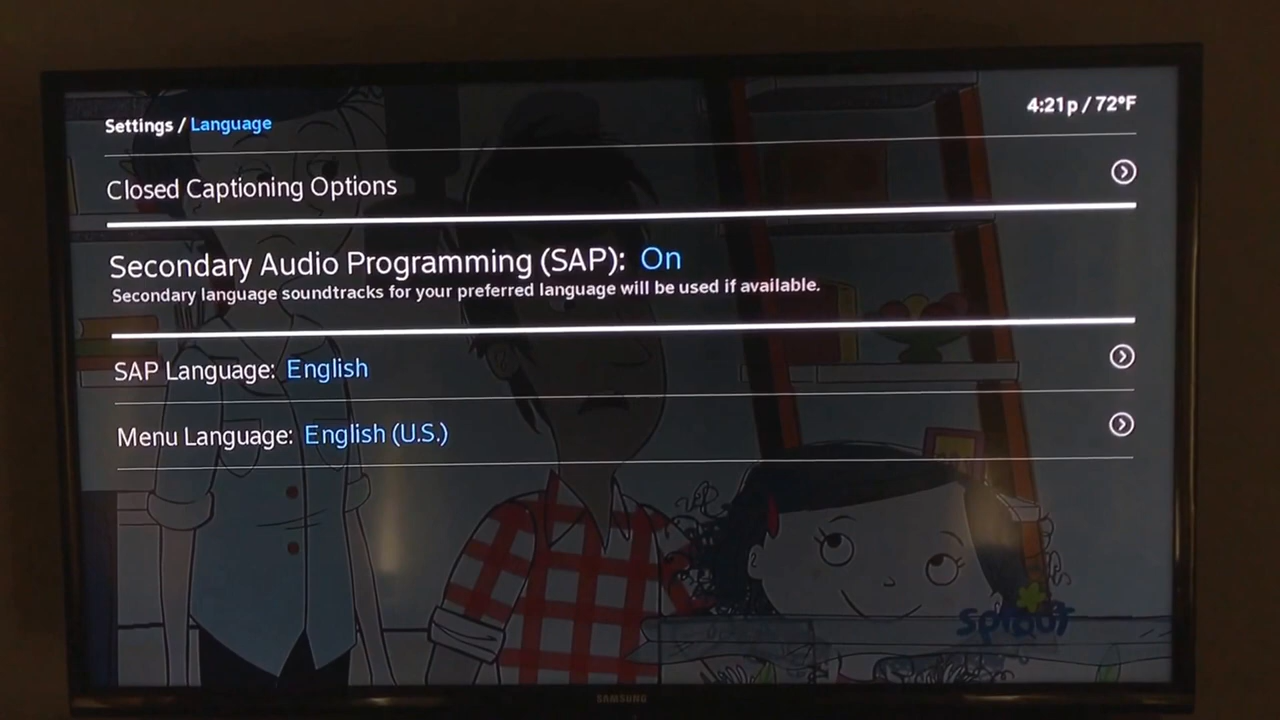 Settings / Language
4:21p / 72°F
Closed Captioning Options
Secondary Audio Programming (SAP): On
Secondary language soundtracks for your preferred language will be used if available.
SAP Language: English
Menu Language: English (U.S.)
sprout
SAMSUNG